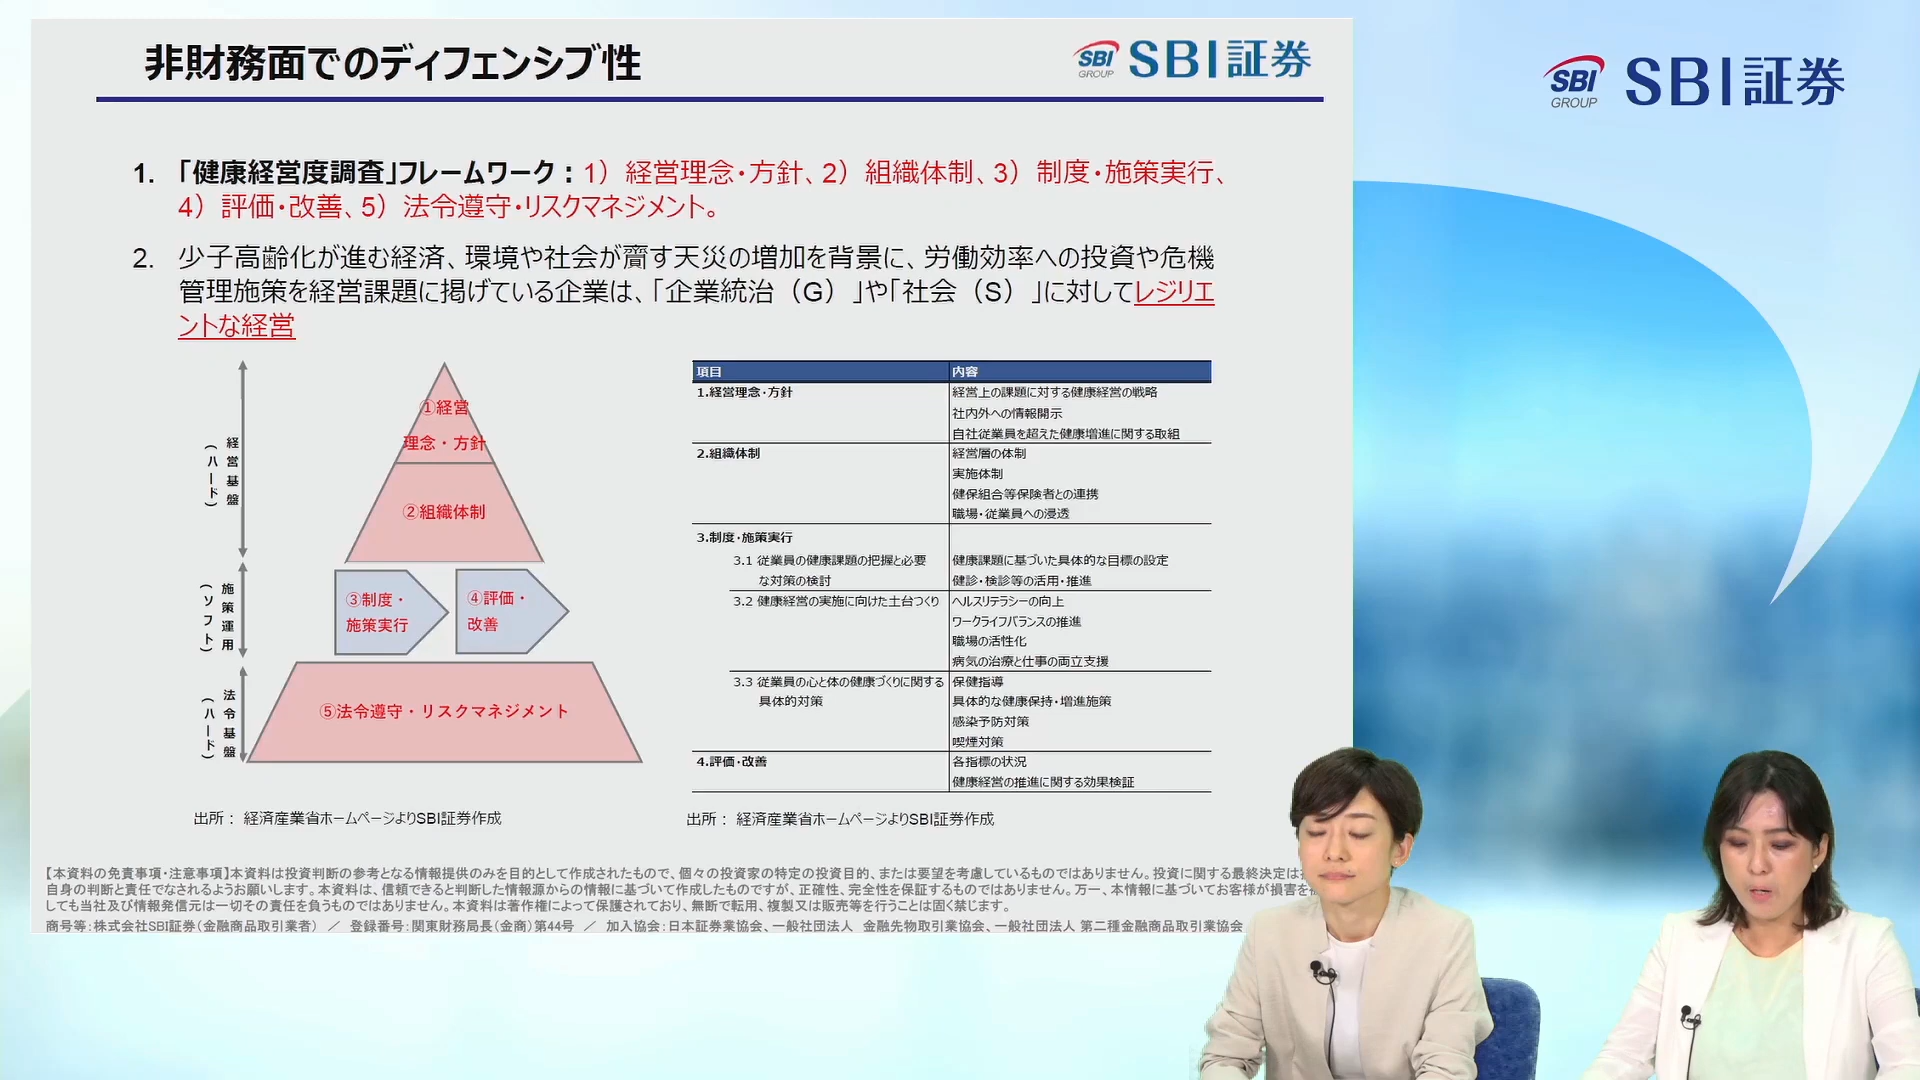 非財務面でのディフェンシブ性
SBI GROUP SBI証券
SBI GROUP SBI証券
1. 「健康経営度調査」フレームワーク：1）経営理念・方針、2）組織体制、3）制度・施策実行、
4）評価・改善、5）法令遵守・リスクマネジメント。
2. 少子高齢化が進む経済、環境や社会が齎す天災の増加を背景に、労働効率への投資や危機
管理施策を経営課題に掲げている企業は、「企業統治（G）」や「社会（S）」に対してレジリエ
ントな経営
経営基盤
（ハード）
①経営
理念・方針
②組織体制
施策運用
（ソフト）
③制度・
施策実行
④評価・
改善
法令基盤
（ハード）
⑤法令遵守・リスクマネジメント
出所： 経済産業省ホームページよりSBI証券作成
項目 内容
1.経営理念・方針 経営上の課題に対する健康経営の戦略
社内外への情報開示
自社従業員を超えた健康増進に関する取組
2.組織体制 経営層の体制
実施体制
健保組合等保険者との連携
職場・従業員への浸透
3.制度・施策実行
3.1 従業員の健康課題の把握と必要 健康課題に基づいた具体的な目標の設定
な対策の検討 健診・検診等の活用・推進
3.2 健康経営の実施に向けた土台つくり ヘルスリテラシーの向上
ワークライフバランスの推進
職場の活性化
病気の治療と仕事の両立支援
3.3 従業員の心と体の健康づくりに関する 保健指導
具体的対策 具体的な健康保持・増進施策
感染予防対策
喫煙対策
4.評価・改善 各指標の状況
健康経営の推進に関する効果検証
出所： 経済産業省ホームページよりSBI証券作成
【本資料の免責事項・注意事項】本資料は投資判断の参考となる情報提供のみを目的として作成されたもので、個々の投資家の特定の投資目的、または要望を考慮しているものではありません。投資に関する最終決定は
自身の判断と責任でなされるようお願いします。本資料は、信頼できると判断した情報源からの情報に基づいて作成したものですが、正確性、完全性を保証するものではありません。万一、本情報に基づいてお客様が損害を
しても当社及び情報発信元は一切その責任を負うものではありません。本資料は著作権によって保護されており、無断で転用、複製又は販売等を行うことは固く禁じます。
商号等：株式会社SBI証券（金融商品取引業者） ／ 登録番号：関東財務局長（金商）第44号 ／ 加入協会：日本証券業協会、一般社団法人 金融先物取引業協会、一般社団法人 第二種金融商品取引業協会